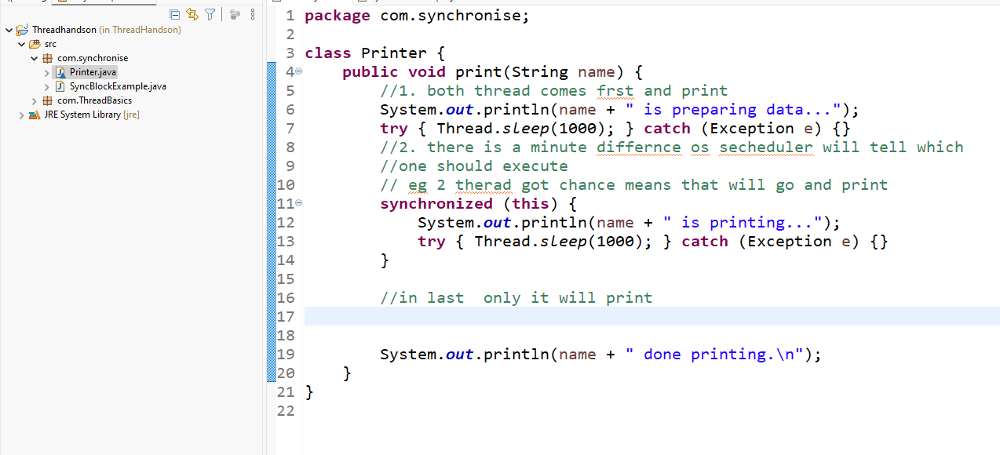 Threadhandson (in ThreadHandson)
src
com.synchronise
Printer.java
SyncBlockExample.java
com.ThreadBasics
JRE System Library [jre]
1 package com.synchronise;
2
3 class Printer {
4 public void print(String name) {
5 //1. both thread comes frst and print
6 System.out.println(name + " is preparing data...");
7 try { Thread.sleep(1000); } catch (Exception e) {}
8 //2. there is a minute differnce os secheduler will tell which
9 //one should execute
10 // eg 2 therad got chance means that will go and print
11 synchronized (this) {
12 System.out.println(name + " is printing...");
13 try { Thread.sleep(1000); } catch (Exception e) {}
14 }
15
16 //in last  only it will print
17
18
19 System.out.println(name + " done printing.\n");
20 }
21 }
22